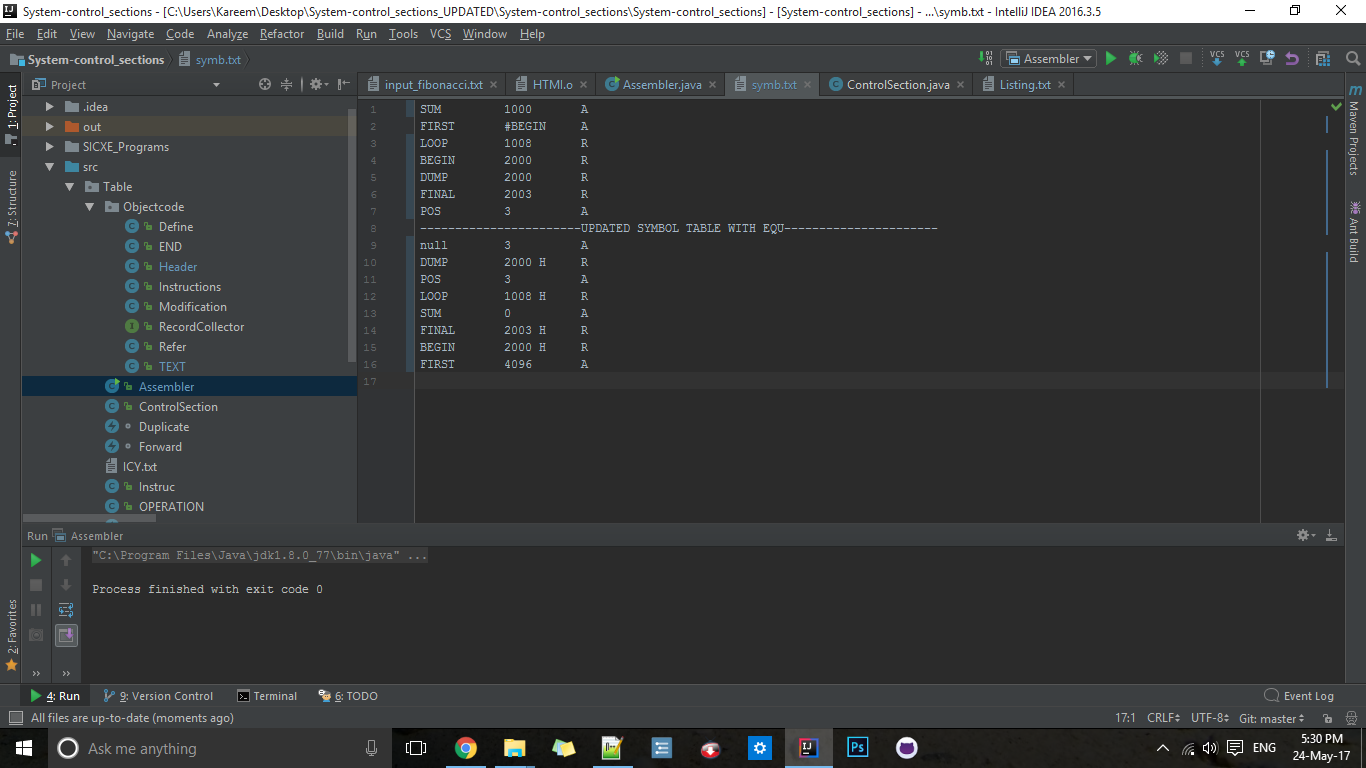 System-control_sections - [C:\Users\Kareem\Desktop\System-control_sections_UPDATED\System-control_sections\System-control_sections] - [System-control_sections] - ...\symb.txt - IntelliJ IDEA 2016.3.5
File Edit View Navigate Code Analyze Refactor Build Run Tools VCS Window Help
System-control_sections symb.txt Assembler VCS VCS
Project input_fibonacci.txt HTMI.o Assembler.java symb.txt ControlSection.java Listing.txt
1: Project
7: Structure
2: Favorites
.idea
out
SICXE_Programs
src
Table
Objectcode
Define
END
Header
Instructions
Modification
RecordCollector
Refer
TEXT
Assembler
ControlSection
Duplicate
Forward
ICY.txt
Instruc
OPERATION
1 SUM 1000 A
2 FIRST #BEGIN A
3 LOOP 1008 R
4 BEGIN 2000 R
5 DUMP 2000 R
6 FINAL 2003 R
7 POS 3 A
8 -----------------------UPDATED SYMBOL TABLE WITH EQU----------------------
9 null 3 A
10 DUMP 2000 H R
11 POS 3 A
12 LOOP 1008 H R
13 SUM 0 A
14 FINAL 2003 H R
15 BEGIN 2000 H R
16 FIRST 4096 A
17
Maven Projects
Ant Build
Run Assembler
"C:\Program Files\Java\jdk1.8.0_77\bin\java" ...
Process finished with exit code 0
4: Run 9: Version Control Terminal 6: TODO Event Log
All files are up-to-date (moments ago) 17:1 CRLF UTF-8 Git: master
Ask me anything Ps ENG 5:30 PM
24-May-17